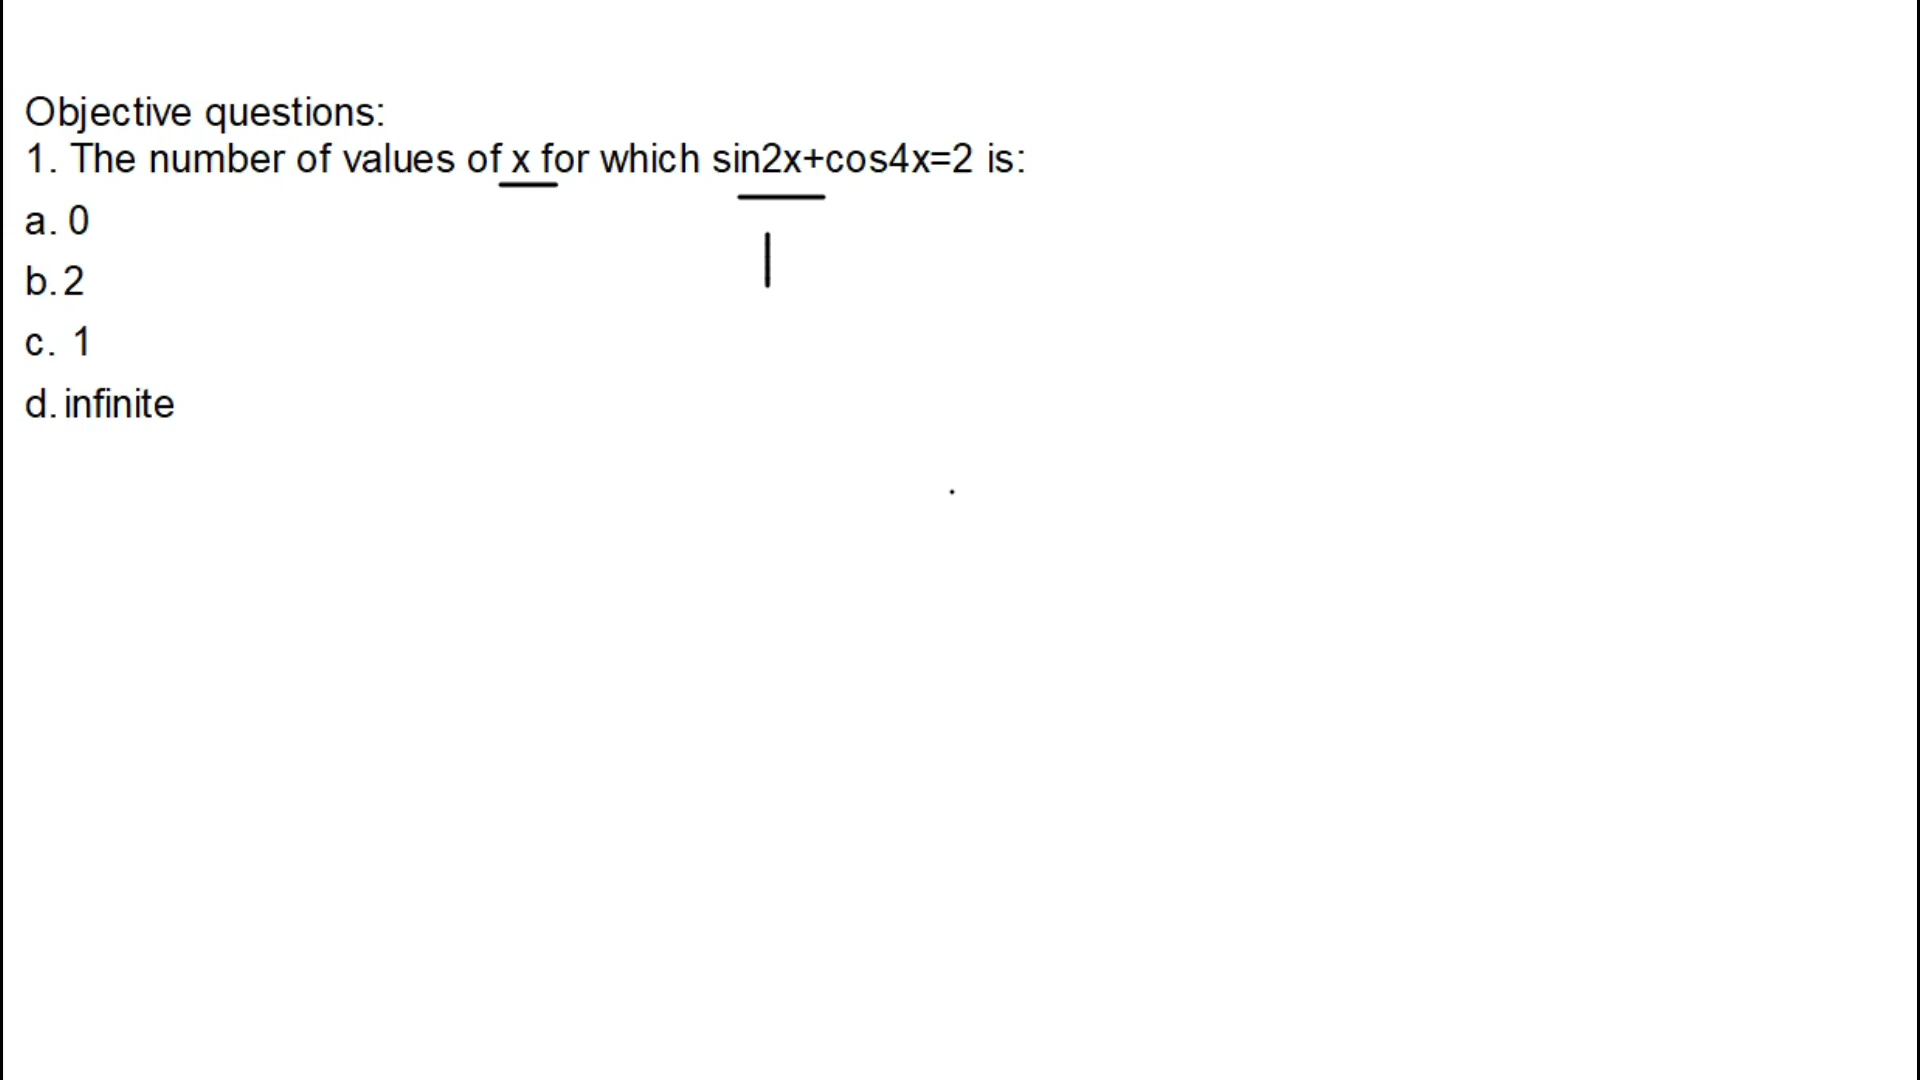 Objective questions:
1. The number of values of x for which sin2x+cos4x=2 is:
a. 0
b. 2
c. 1
d. infinite